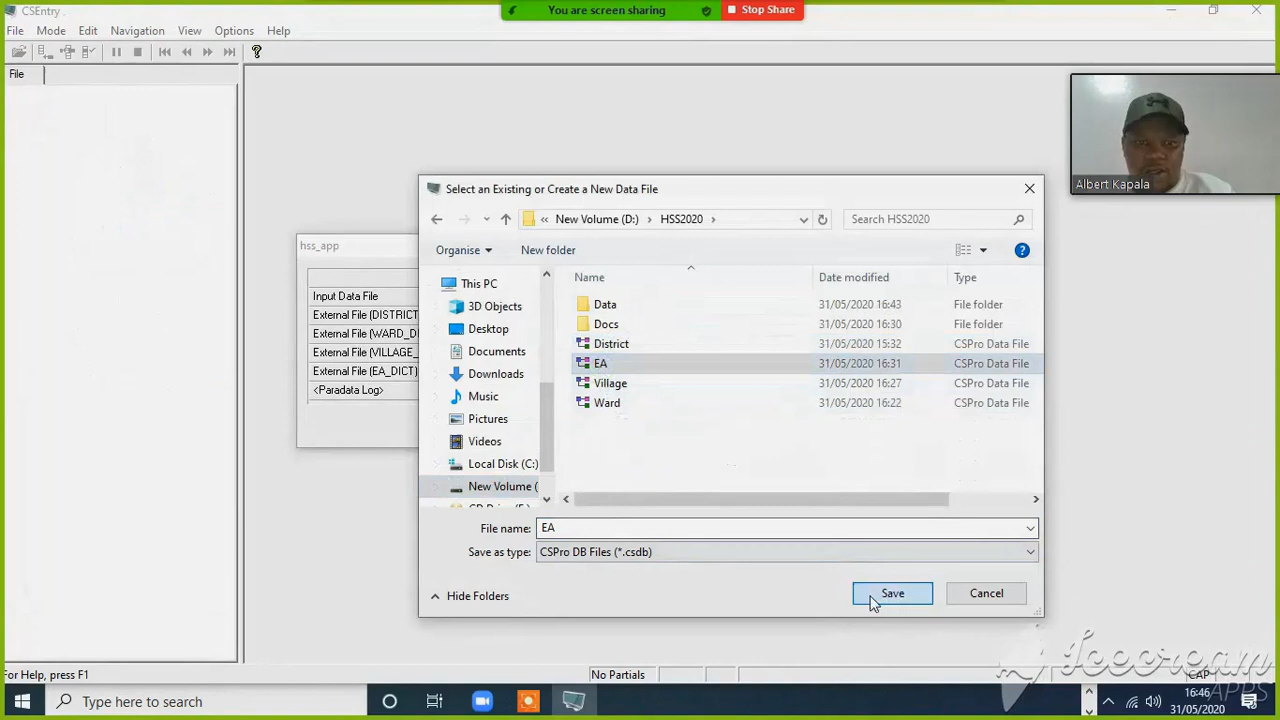 CSEntry
You are screen sharing
Stop Share
File Mode Edit Navigation View Options Help
File
Albert Kapala
hss_app
Input Data File
External File (DISTRICT
External File (WARD_D
External File (VILLAGE_
External File (EA_DICT)
<Paradata Log>
Select an Existing or Create a New Data File
« New Volume (D:) > HSS2020 >
Search HSS2020
Organise
New folder
This PC
3D Objects
Desktop
Documents
Downloads
Music
Pictures
Videos
Local Disk (C:)
New Volume (
Name Date modified Type
Data 31/05/2020 16:43 File folder
Docs 31/05/2020 16:30 File folder
District 31/05/2020 15:32 CSPro Data File
EA 31/05/2020 16:31 CSPro Data File
Village 31/05/2020 16:27 CSPro Data File
Ward 31/05/2020 16:22 CSPro Data File
File name: EA
Save as type: CSPro DB Files (*.csdb)
Hide Folders
Save
Cancel
For Help, press F1
No Partials
CAP
Icecream
APPS
Type here to search
16:46
31/05/2020